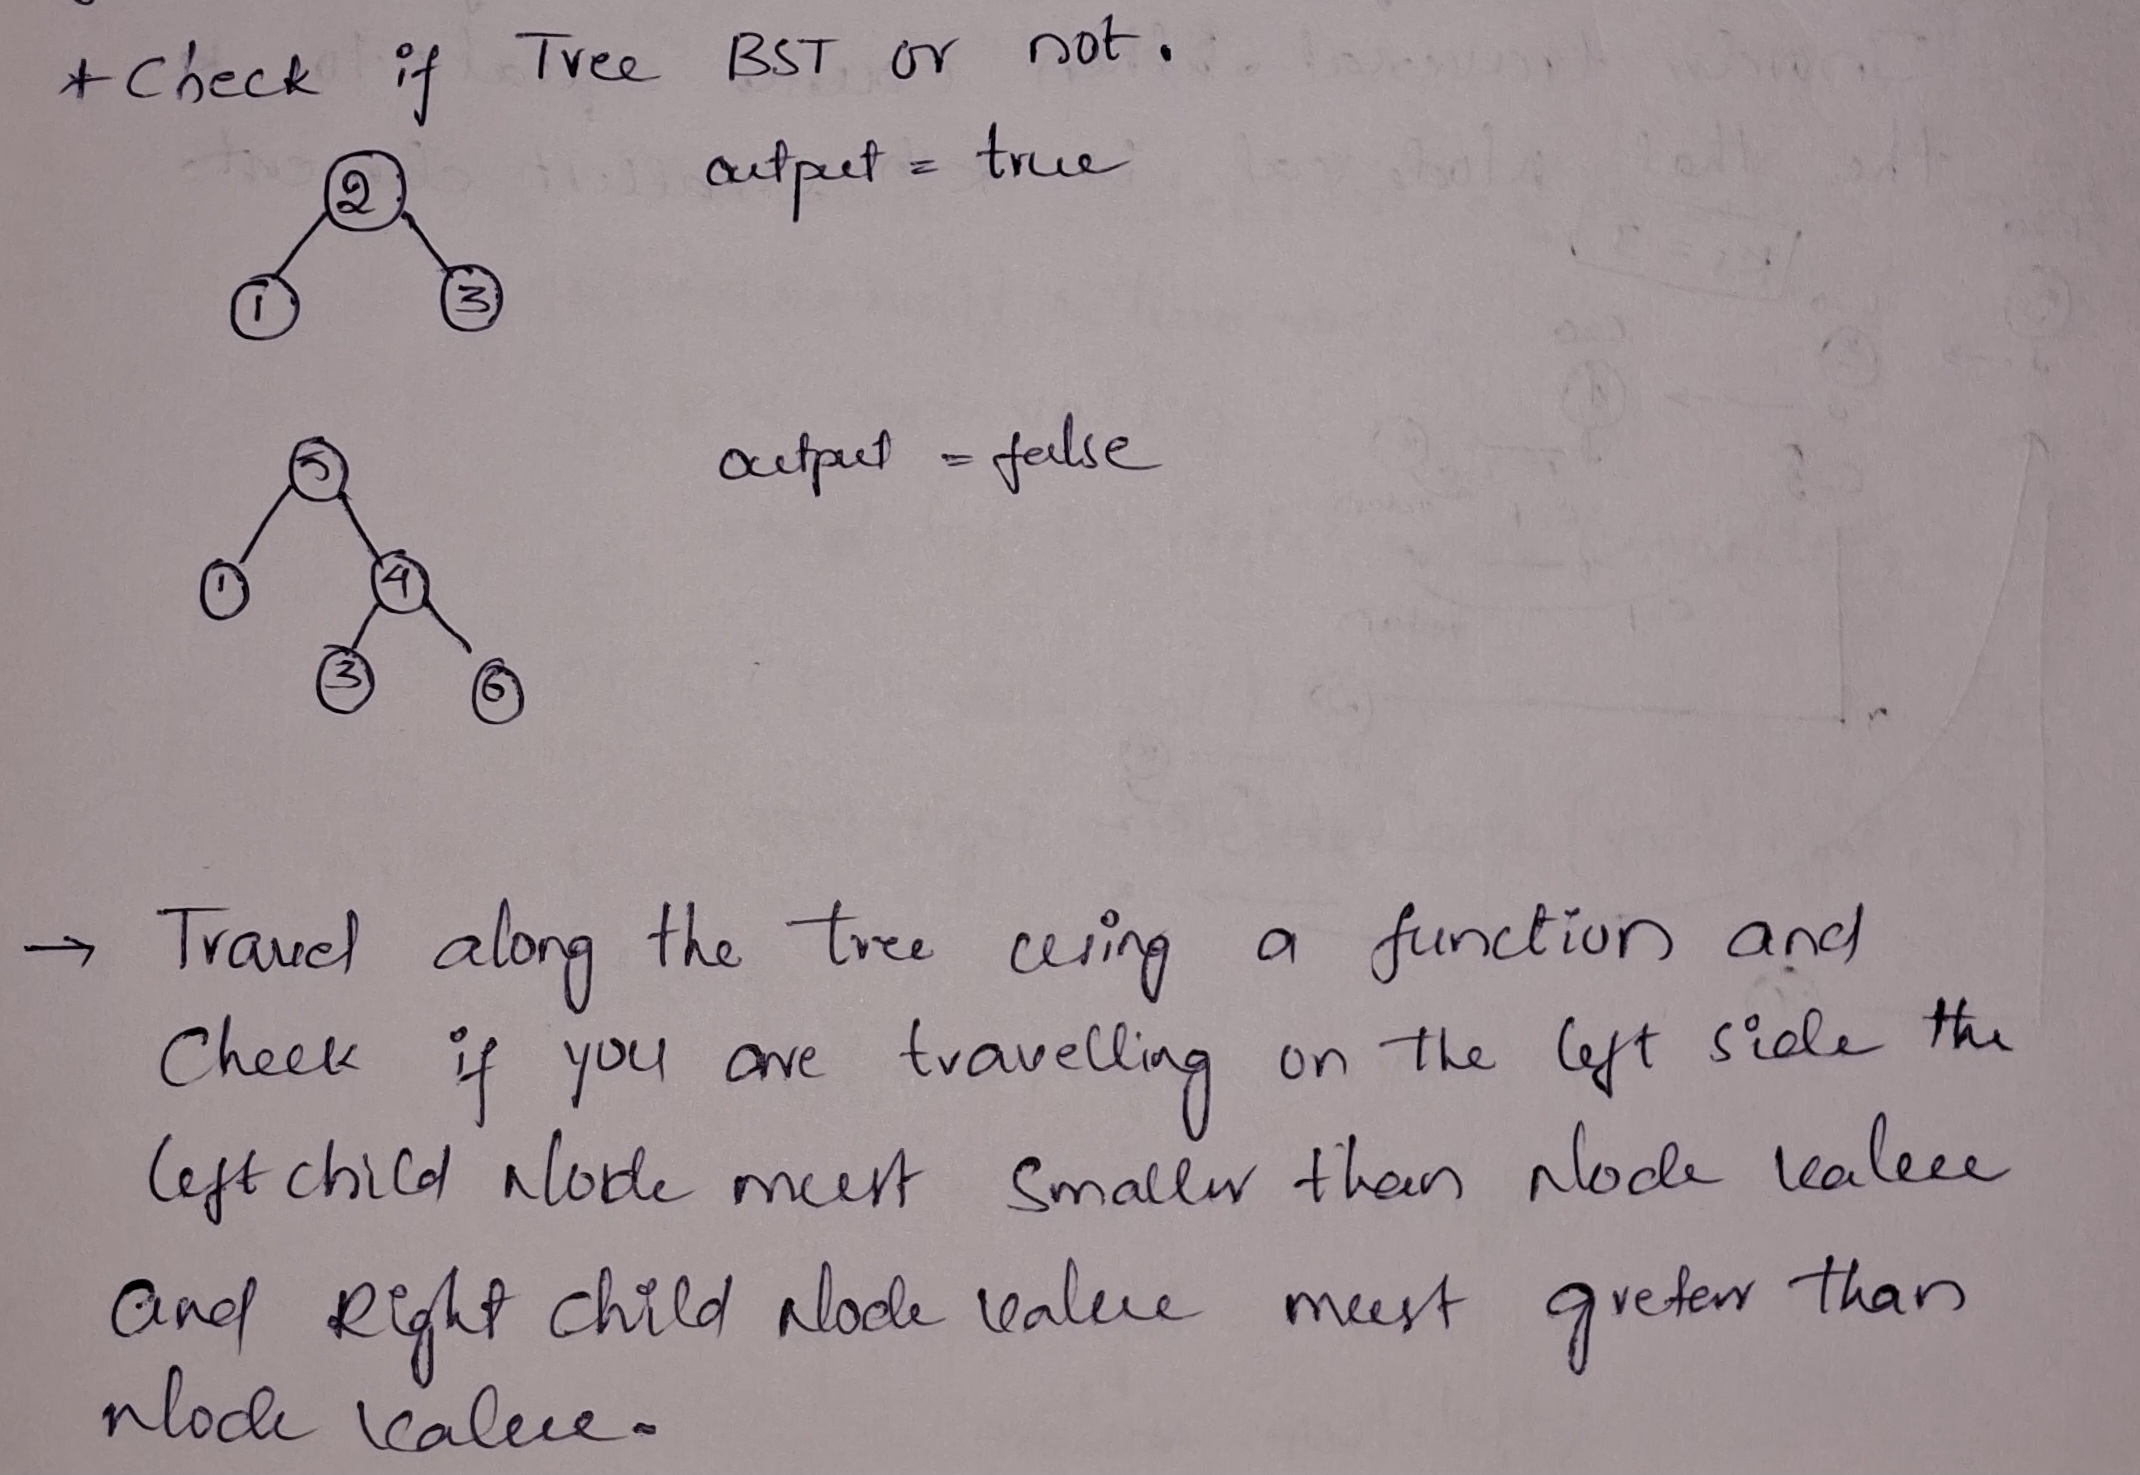 * Check if Tree BST or not.
output = true
2
1 3
output = false
5
1 4
3 6
→ Travel along the tree using a function and
Check if you are travelling on the left side the
left child Node must smaller than Node value
and Right child Node value must greter than
Node value.